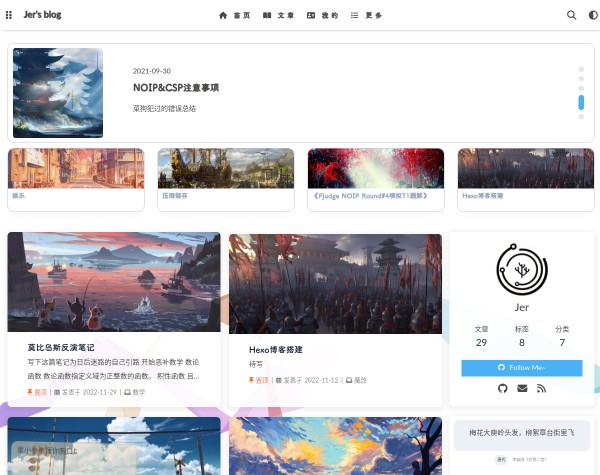 Jer's blog
首页 文章 我的 更多
2021-09-30
NOIP&CSP注意事项
菜狗犯过的错误总结
娱乐
压缩储存
《Pjudge NOIP Round#4模拟T1题解》
Hexo博客搭建
莫比乌斯反演笔记
写下这篇笔记为日后迷路的自己引路 开始恶补数学 数论
函数 数论函数指定义域为正整数的函数。 积性函数 且...
置顶 | 发表于 2022-11-29 | 数学
Hexo博客搭建
待写
置顶 | 发表于 2022-11-12 | 魔改
Jer
文章 标签 分类
29 8 7
Follow Me~
梅花大庾岭头发，柳絮章台街里飞